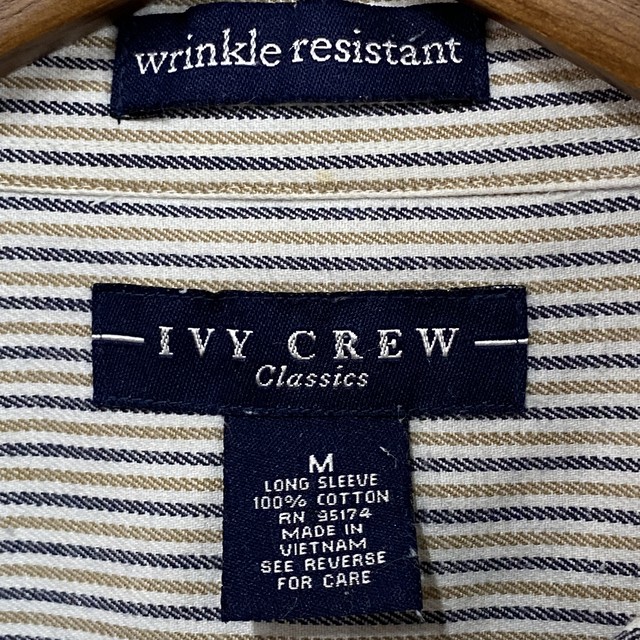 wrinkle resistant
IVY CREW
Classics
M
LONG SLEEVE
100% COTTON
RN 95174
MADE IN
VIETNAM
SEE REVERSE
FOR CARE